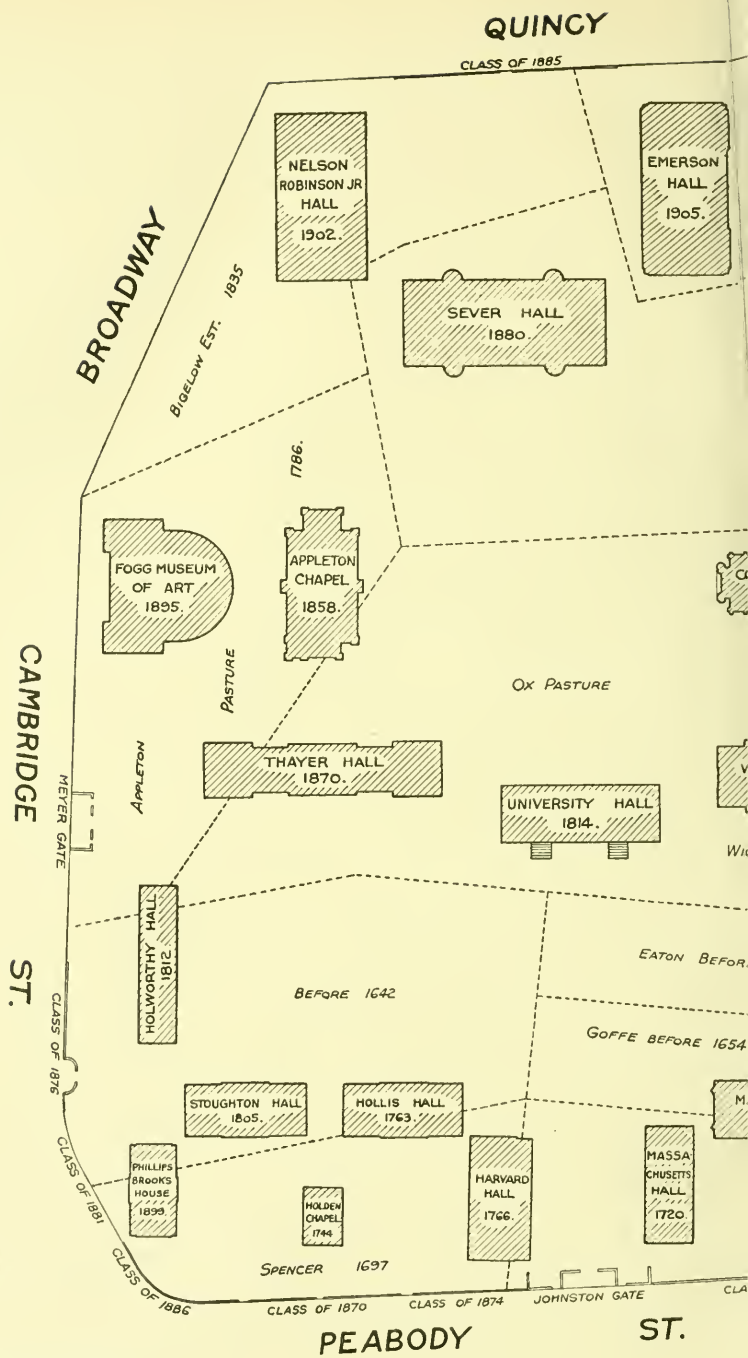 QUINCY
CLASS OF 1885
NELSON
ROBINSON JR
HALL
1902.
EMERSON
HALL
1905.
BROADWAY
BIGELOW EST. 1835
SEVER HALL
1880.
1786.
FOGG MUSEUM
OF ART
1895.
APPLETON
CHAPEL
1858.
CAMBRIDGE
ST.
PASTURE
APPLETON
OX PASTURE
MEYER GATE
THAYER HALL
1870.
UNIVERSITY HALL
1814.
HOLWORTHY HALL
1812
EATON BEFOR
BEFORE 1642
GOFFE BEFORE 1654
CLASS OF 1876
STOUGHTON HALL
1805.
HOLLIS HALL
1763.
CLASS OF 1881
PHILLIPS
BROOKS
HOUSE
1899.
HOLDEN
CHAPEL
1744
HARVARD
HALL
1766.
MASSA
CHUSETTS
HALL
1720.
SPENCER 1697
CLASS OF 1886
CLASS OF 1870
CLASS OF 1874
JOHNSTON GATE
PEABODY ST.